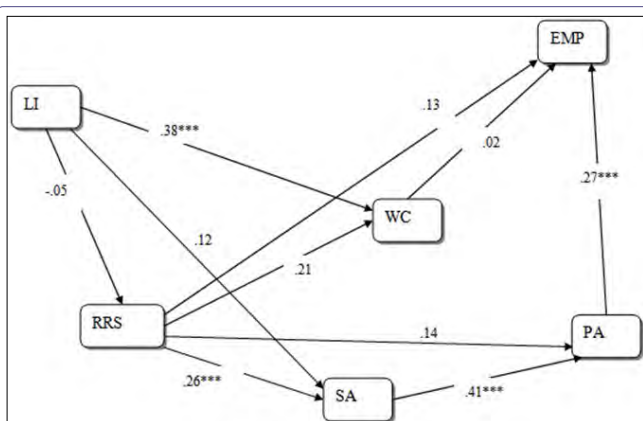 EMP
LI
.13
.38***
.02
-.05
.27***
WC
.12
.21
RRS
.14
PA
.26***
SA
.41***